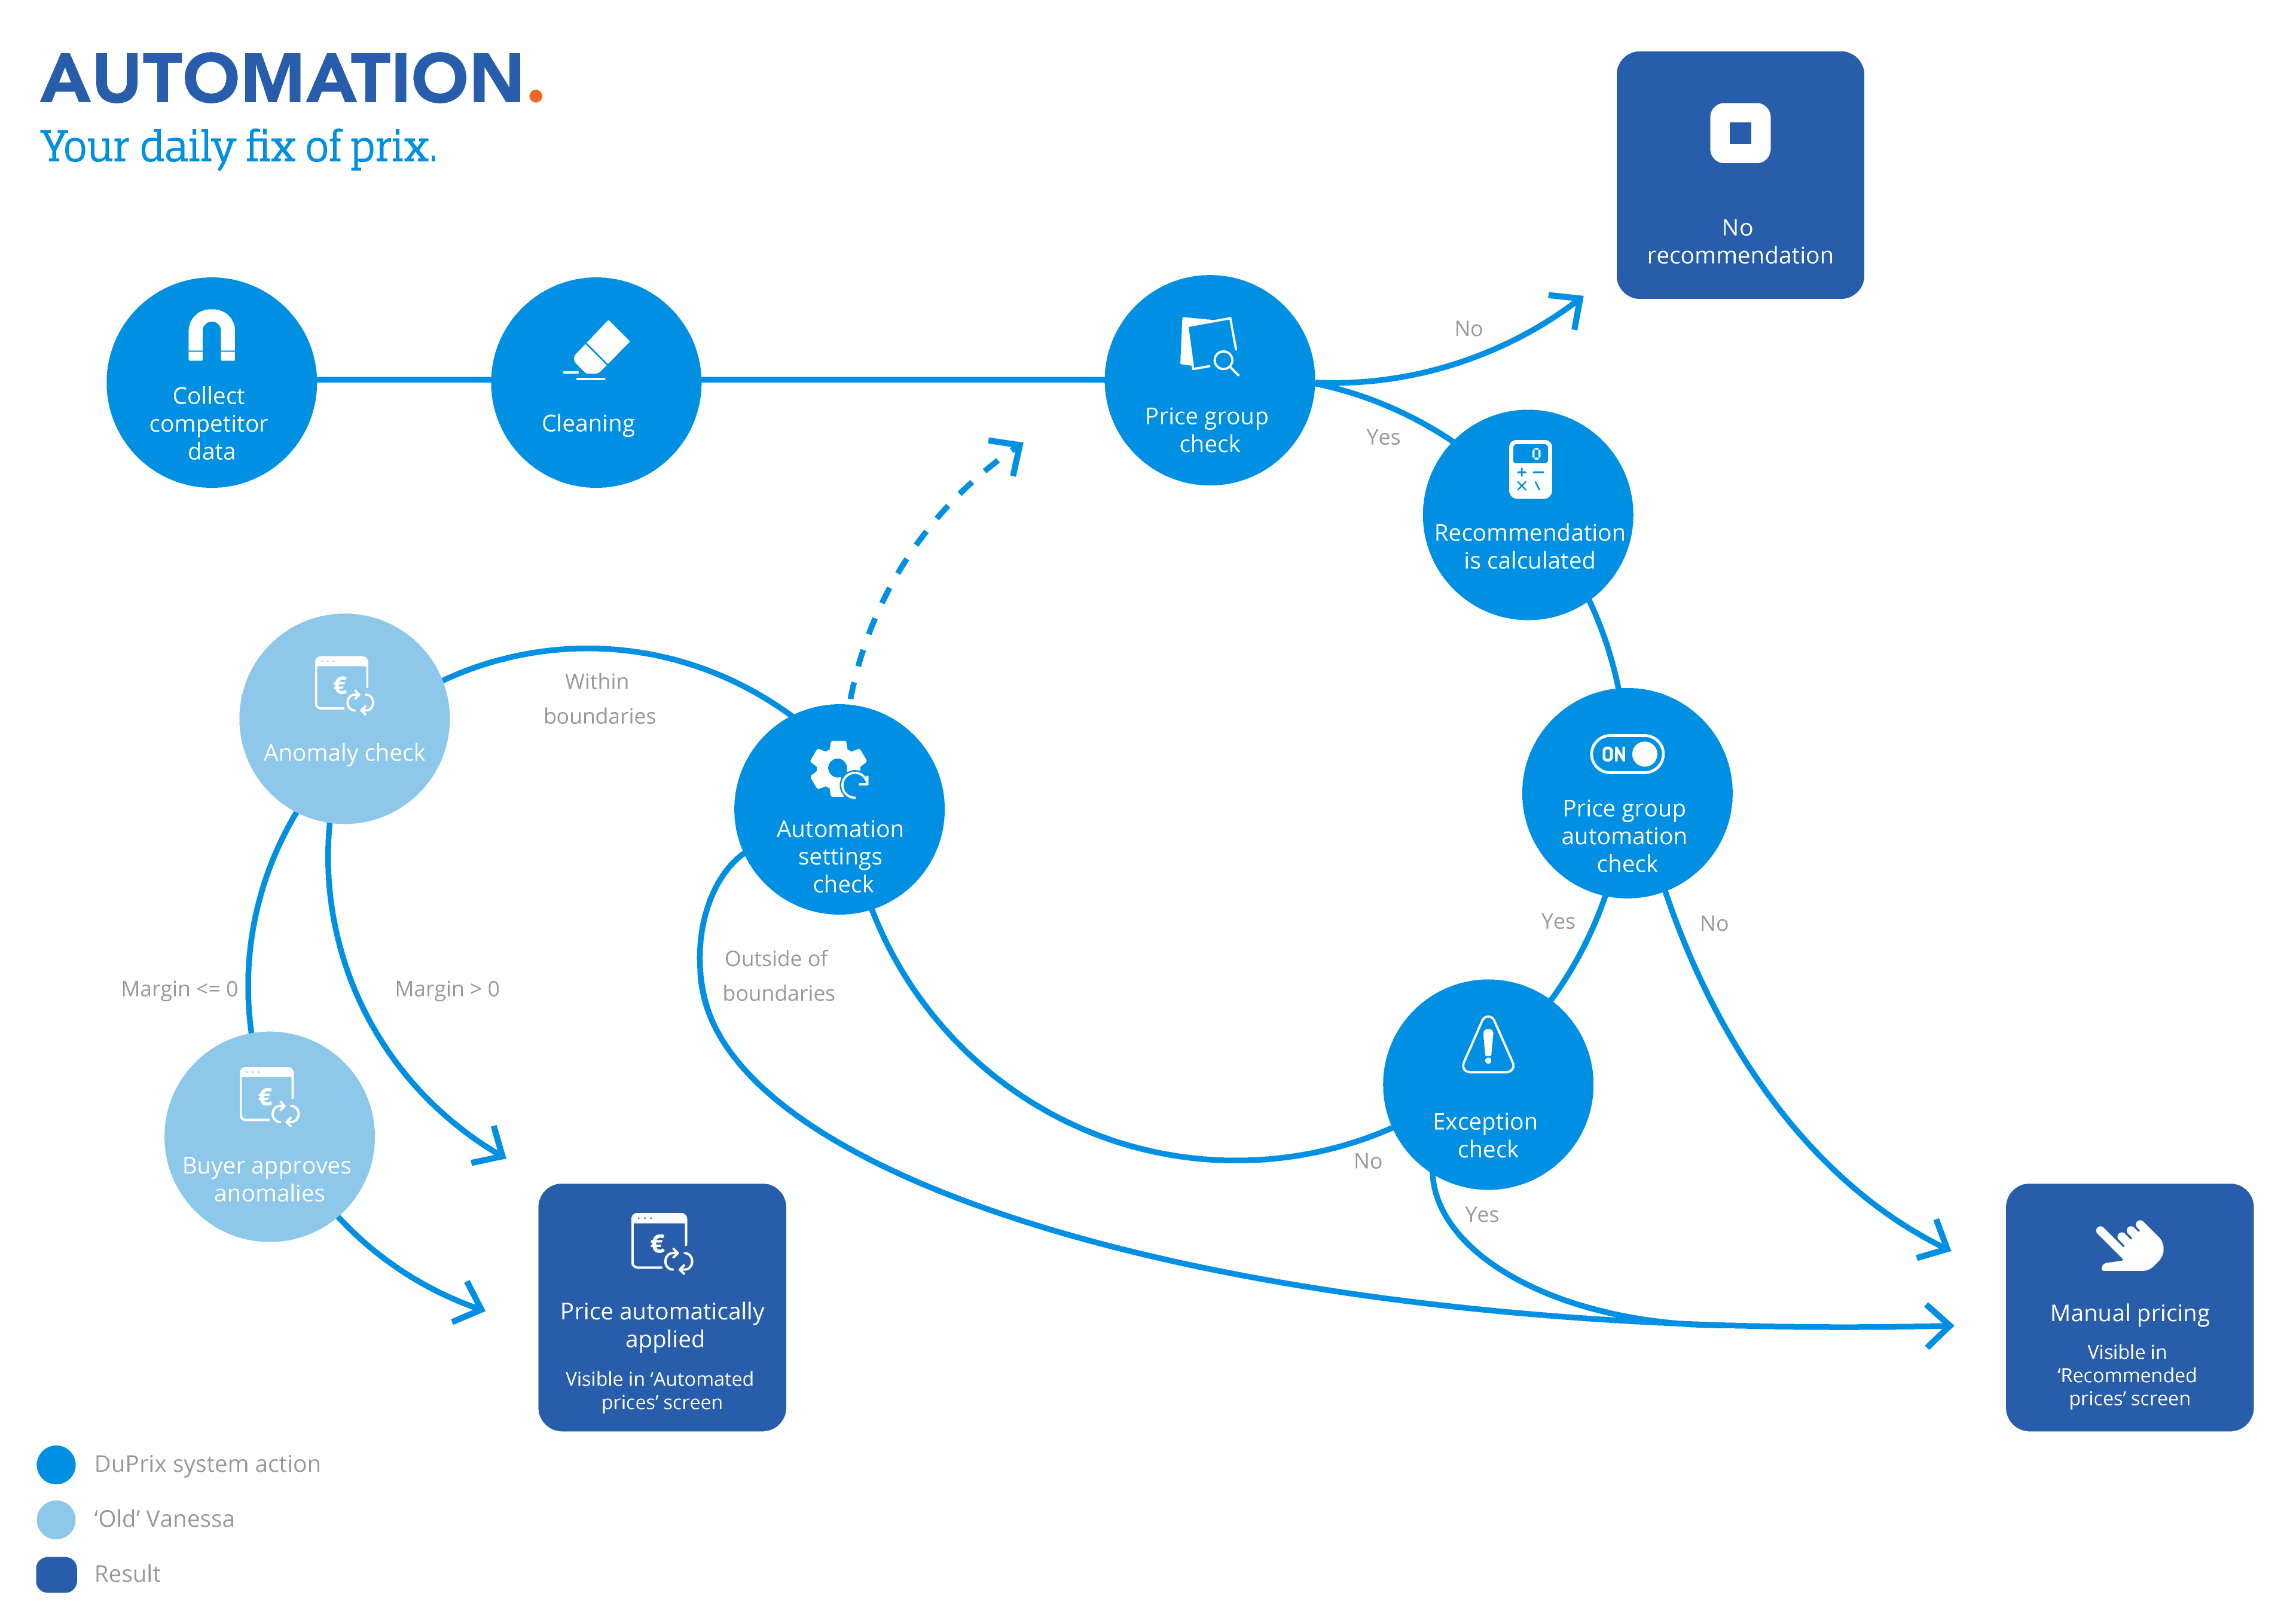 AUTOMATION.
Your daily fix of prix.
No
recommendation
Collect
competitor
data
Cleaning
Price group
check
No
Yes
0
Recommendation
is calculated
€
Anomaly check
Within
boundaries
Automation
settings
check
ON
Price group
automation
check
Yes
No
Margin <= 0
Margin > 0
Outside of
boundaries
€
Buyer approves
anomalies
Exception
check
No
Yes
€
Price automatically
applied
Visible in ‘Automated
prices’ screen
Manual pricing
Visible in
‘Recommended
prices’ screen
DuPrix system action
‘Old’ Vanessa
Result